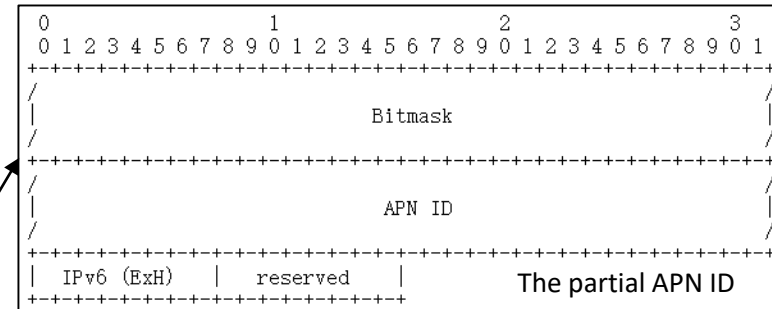 0 1 2 3
0 1 2 3 4 5 6 7 8 9 0 1 2 3 4 5 6 7 8 9 0 1 2 3 4 5 6 7 8 9 0 1
+-+-+-+-+-+-+-+-+-+-+-+-+-+-+-+-+-+-+-+-+-+-+-+-+-+-+-+-+-+-+-+-+
/ /
| Bitmask |
/ /
+-+-+-+-+-+-+-+-+-+-+-+-+-+-+-+-+-+-+-+-+-+-+-+-+-+-+-+-+-+-+-+-+
/ /
| APN ID |
/ /
+-+-+-+-+-+-+-+-+-+-+-+-+-+-+-+-+-+-+-+-+-+-+-+-+-+-+-+-+-+-+-+-+
| IPv6 (ExH) | reserved | The partial APN ID
+-+-+-+-+-+-+-+-+-+-+-+-+-+-+-+-+